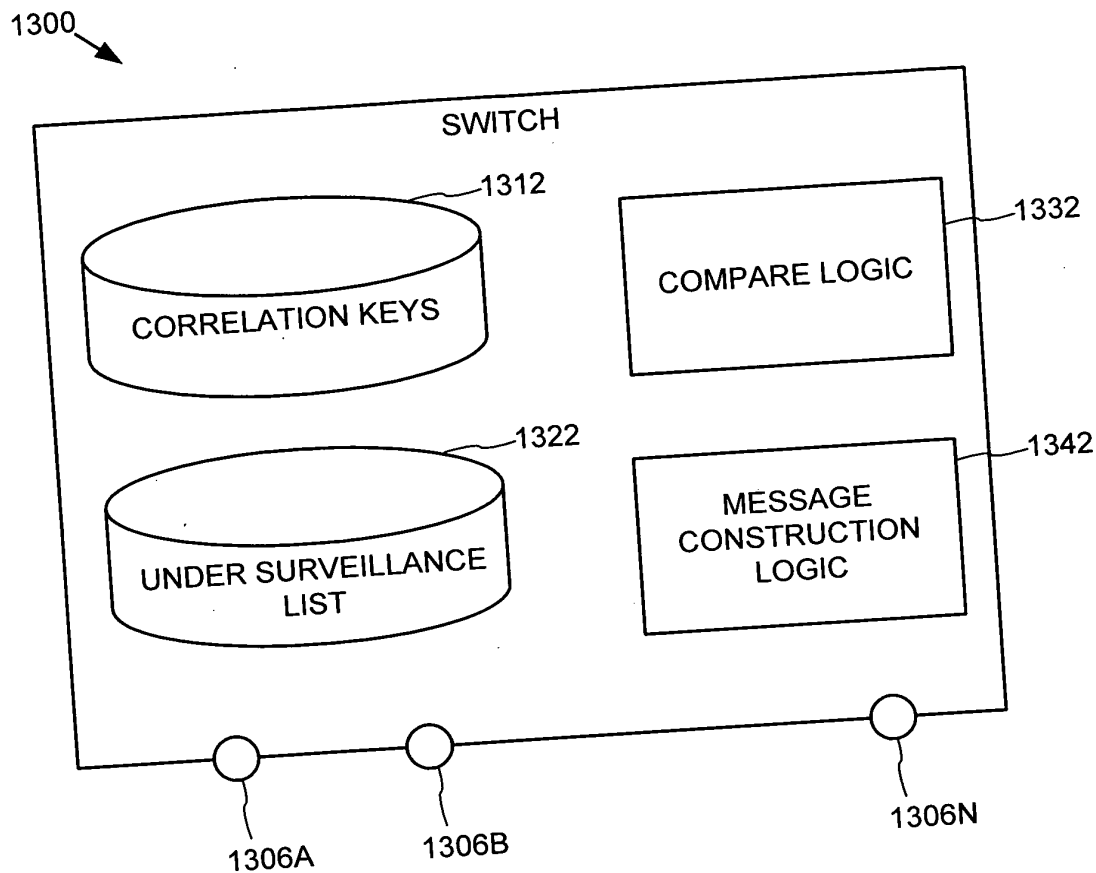 1300
SWITCH
1312
CORRELATION KEYS
1332
COMPARE LOGIC
1322
UNDER SURVEILLANCE
LIST
1342
MESSAGE
CONSTRUCTION
LOGIC
1306A
1306B
1306N